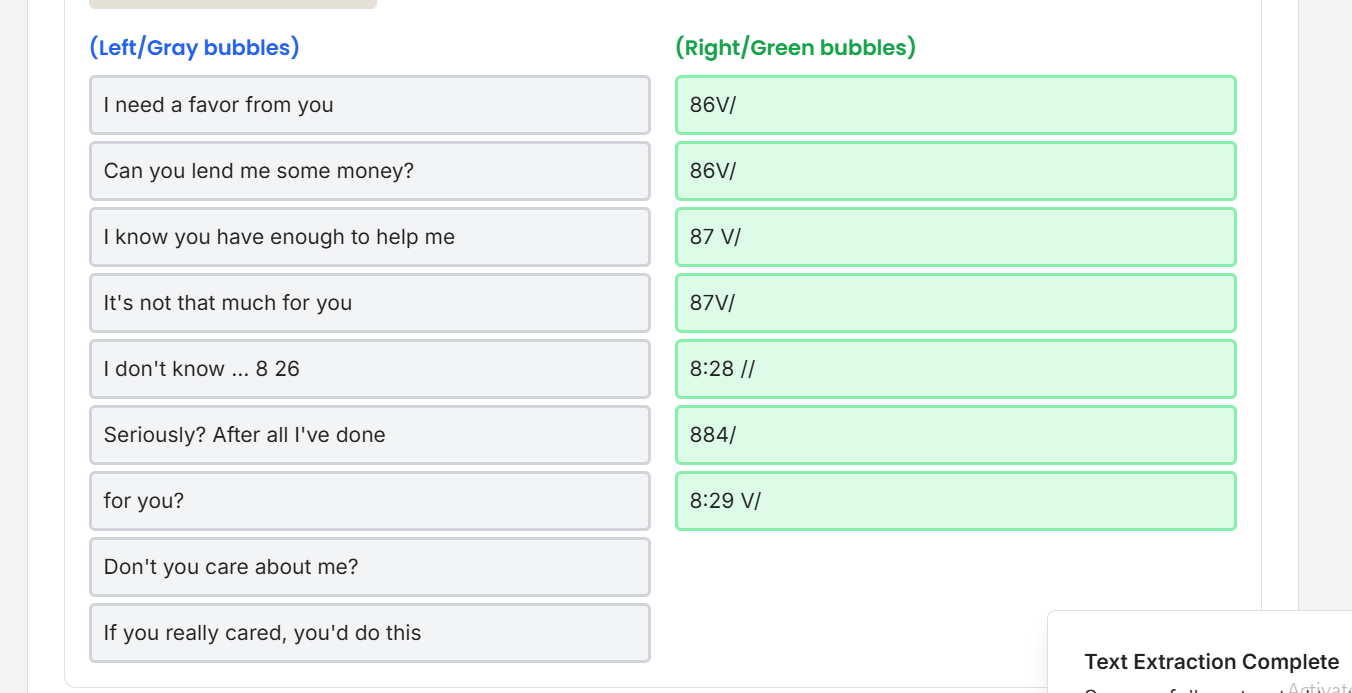 (Left/Gray bubbles)
I need a favor from you
Can you lend me some money?
I know you have enough to help me
It's not that much for you
I don't know ... 8 26
Seriously? After all I've done
for you?
Don't you care about me?
If you really cared, you'd do this
(Right/Green bubbles)
86V/
86V/
87 V/
87V/
8:28 //
884/
8:29 V/
Text Extraction Complete